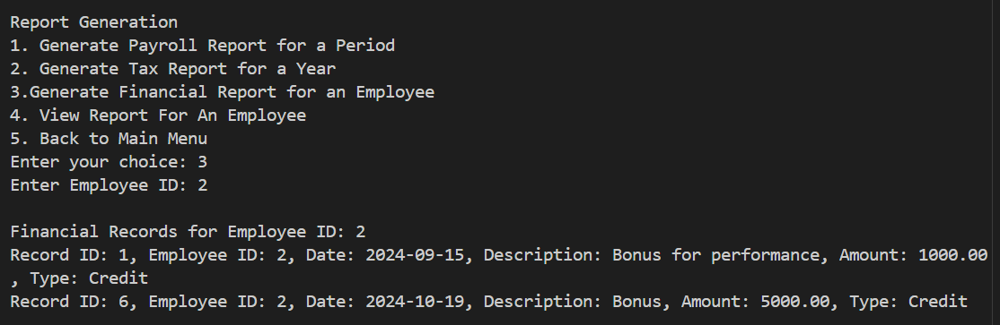 Report Generation
1. Generate Payroll Report for a Period
2. Generate Tax Report for a Year
3.Generate Financial Report for an Employee
4. View Report For An Employee
5. Back to Main Menu
Enter your choice: 3
Enter Employee ID: 2
Financial Records for Employee ID: 2
Record ID: 1, Employee ID: 2, Date: 2024-09-15, Description: Bonus for performance, Amount: 1000.00
, Type: Credit
Record ID: 6, Employee ID: 2, Date: 2024-10-19, Description: Bonus, Amount: 5000.00, Type: Credit